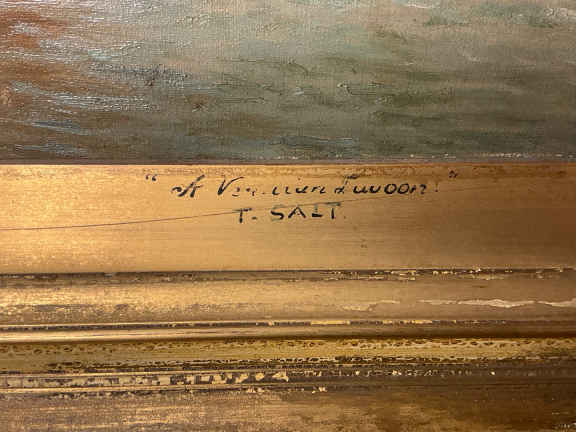 "A Venetian Lagoon."
T. SALT.